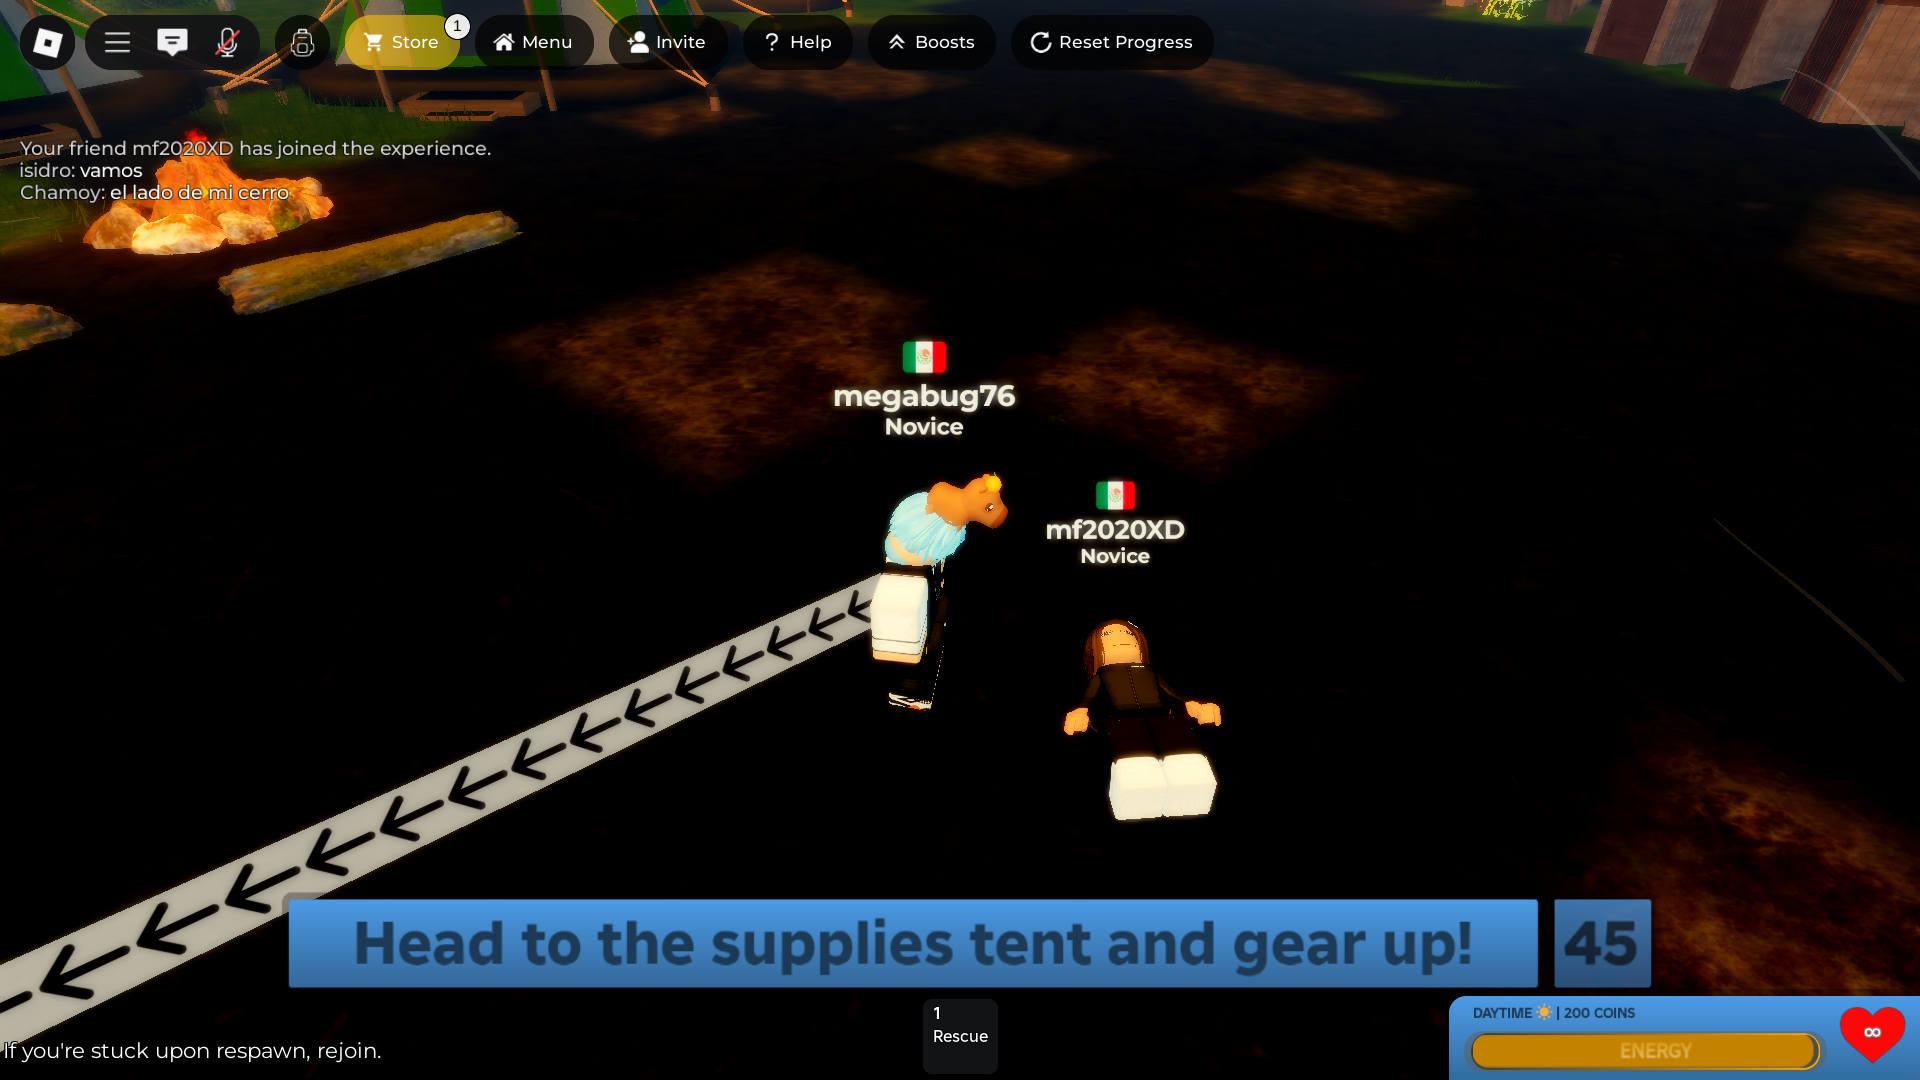 Store
1
Menu
Invite
? Help
Boosts
Reset Progress
Your friend mf2020XD has joined the experience.
isidro: vamos
Chamoy: el lado de mi cerro
megabug76
Novice
mf2020XD
Novice
Head to the supplies tent and gear up!
45
1
Rescue
DAYTIME ☀️ | 200 COINS
ENERGY
∞
If you're stuck upon respawn, rejoin.